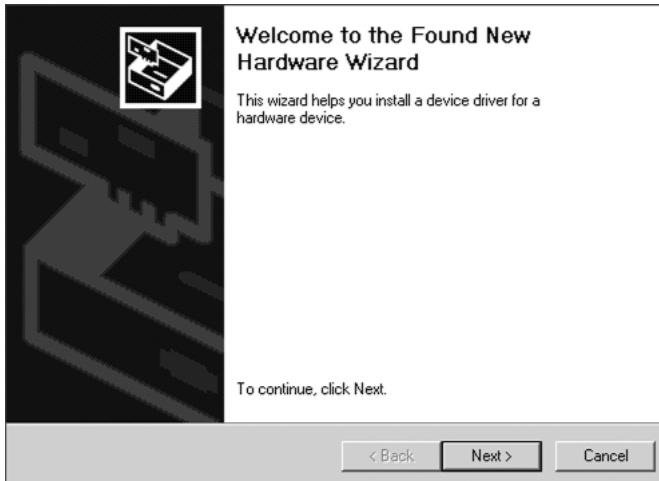 Welcome to the Found New
Hardware Wizard
This wizard helps you install a device driver for a
hardware device.
To continue, click Next.
< Back
Next >
Cancel